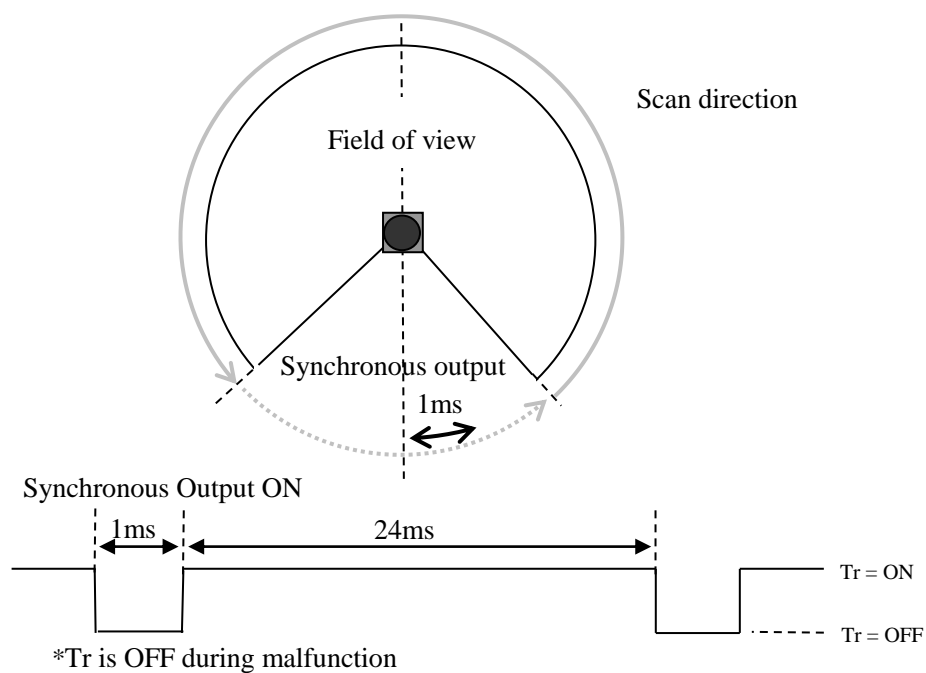 Scan direction
Field of view
Synchronous output
1ms
Synchronous Output ON
1ms
24ms
Tr = ON
Tr = OFF
*Tr is OFF during malfunction